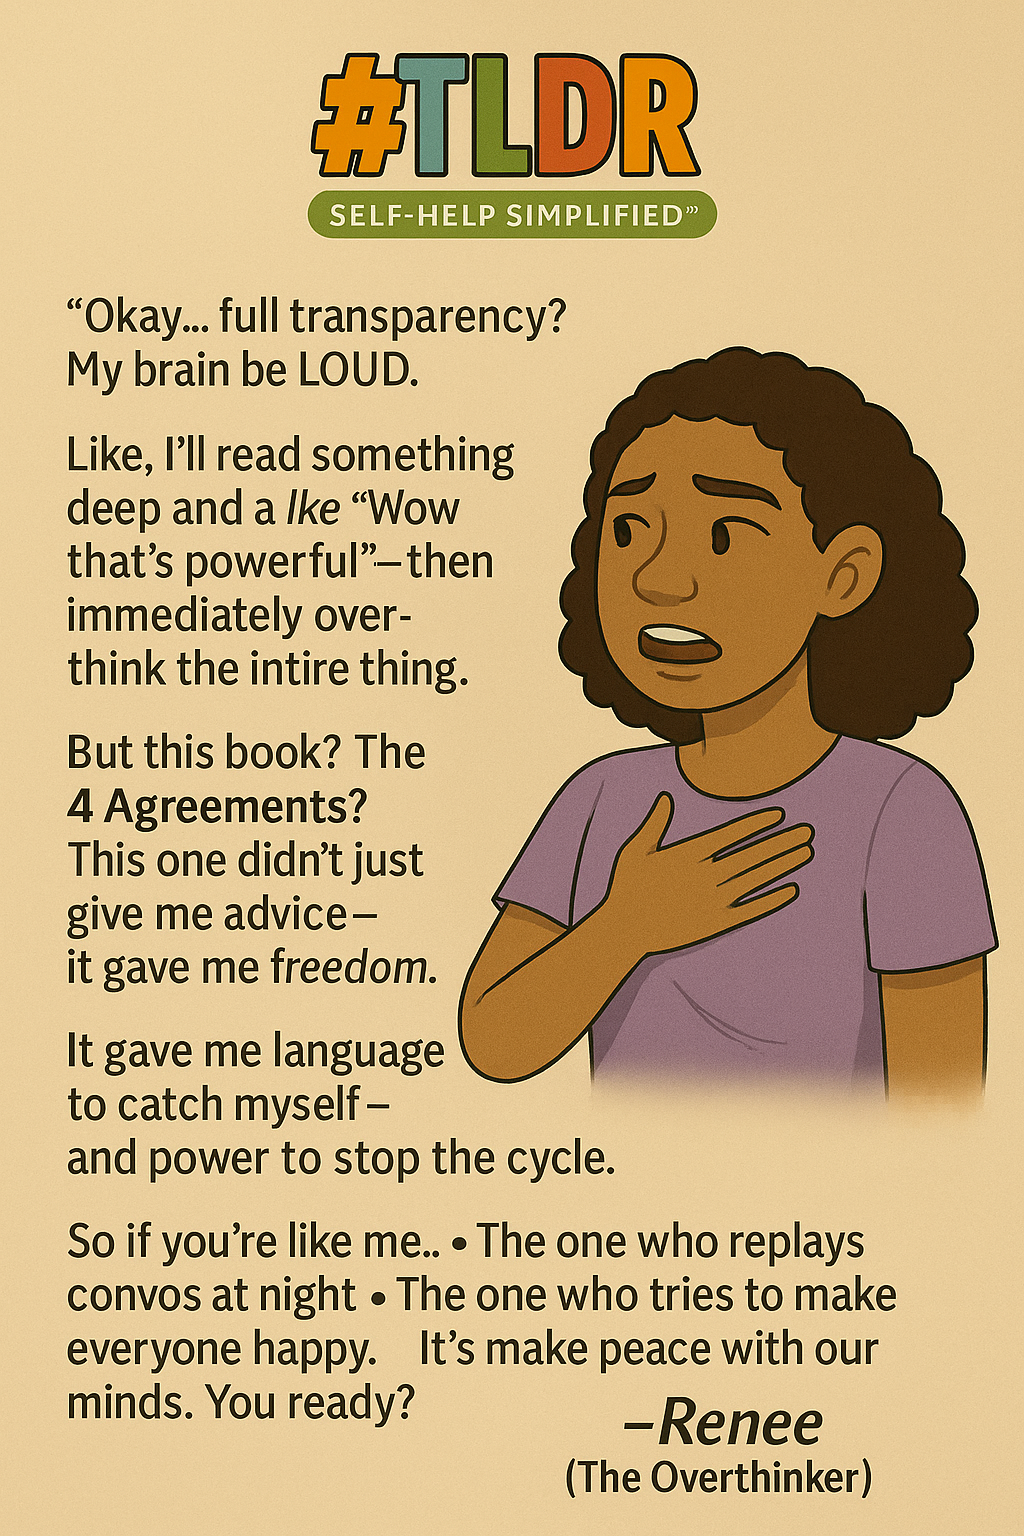 #TLDR
SELF-HELP SIMPLIFIED”’
“Okay... full transparency?
My brain be LOUD.
Like, I’ll read something
deep and a lke “Wow
that’s powerful”—then
immediately over-
think the intire thing.
But this book? The
4 Agreements?
This one didn’t just
give me advice—
it gave me freedom.
It gave me language
to catch myself—
and power to stop the cycle.
So if you’re like me.. • The one who replays
convos at night • The one who tries to make
everyone happy. It’s make peace with our
minds. You ready?
–Renee
(The Overthinker)